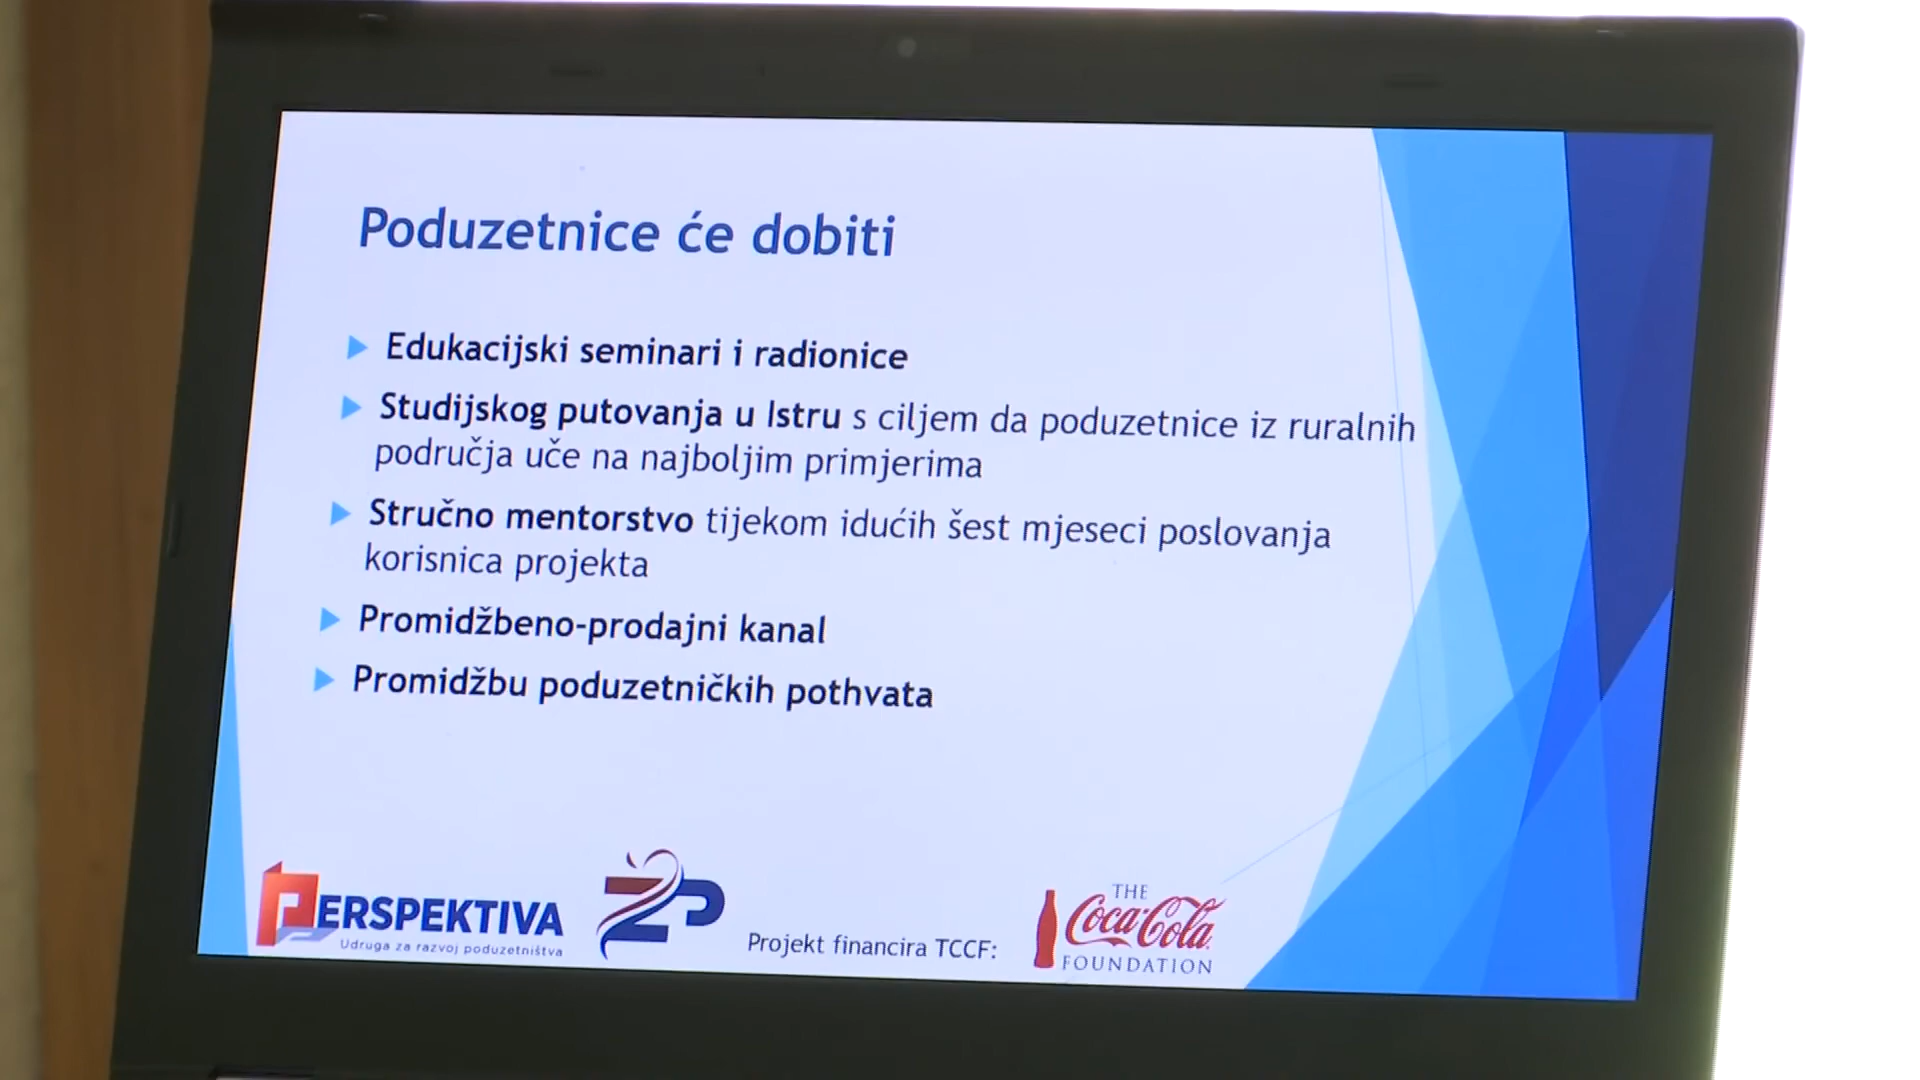 Poduzetnice će dobiti
Edukacijski seminari i radionice
Studijskog putovanja u Istru s ciljem da poduzetnice iz ruralnih
područja uče na najboljim primjerima
Stručno mentorstvo tijekom idućih šest mjeseci poslovanja
korisnica projekta
Promidžbeno-prodajni kanal
Promidžbu poduzetničkih pothvata
PERSPEKTIVA
Udruga za razvoj poduzetništva
ZP
Projekt financira TCCF:
THE
Coca-Cola
FOUNDATION